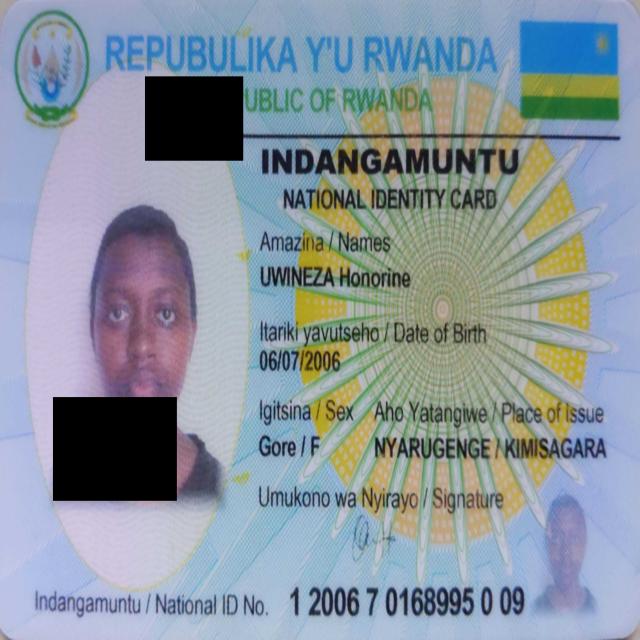 REPUBULIKA Y'U RWANDA
UBLIC OF RWANDA
INDANGAMUNTU
NATIONAL IDENTITY CARD
Amazina / Names
UWINEZA Honorine
Itariki yavutseho / Date of Birth
06/07/2006
Igitsina / Sex Aho Yatangiwe / Place of Issue
Gore / F NYARUGENGE / KIMISAGARA
Umukono wa Nyirayo / Signature
Indangamuntu / National ID No. 1 2006 7 0168995 0 09